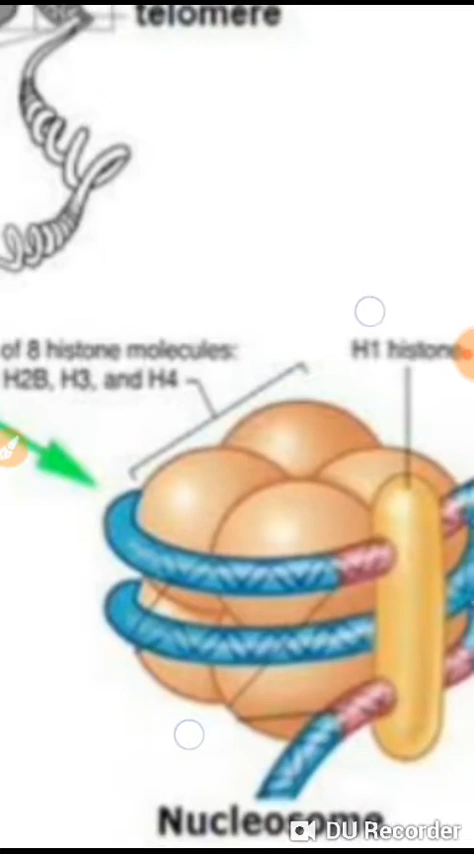 telomere
of 8 histone molecules:
H2B, H3, and H4
H1 histone
Nucleosome
DU Recorder